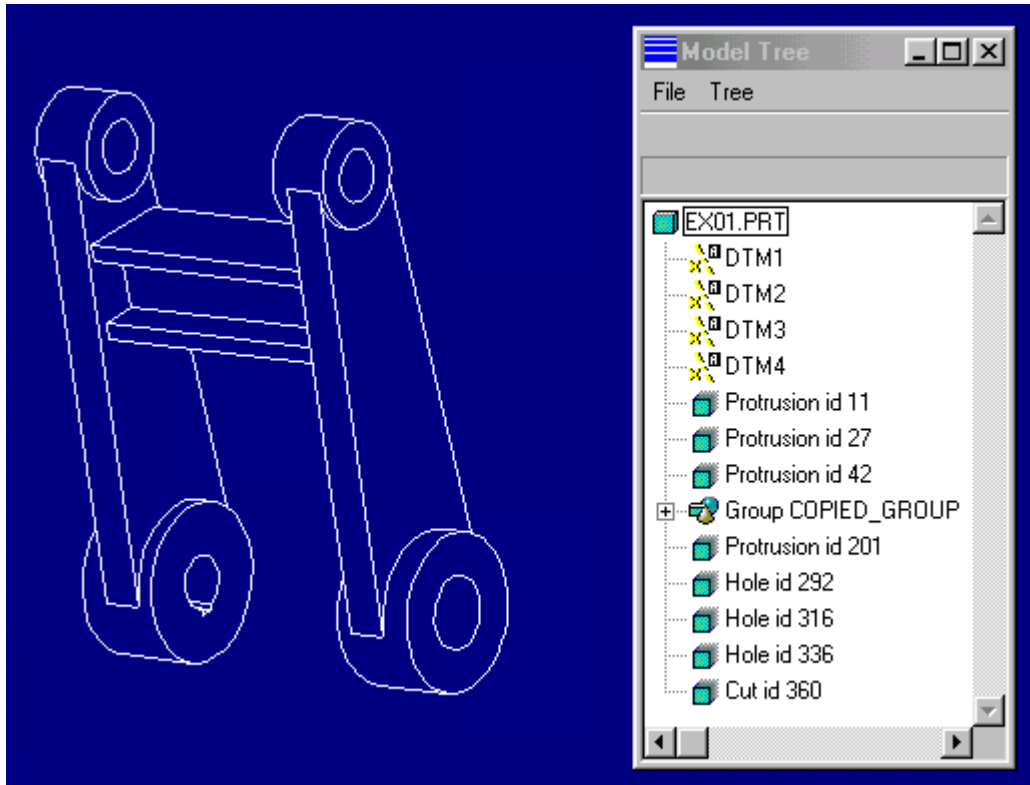 Model Tree
File Tree
EX01.PRT
DTM1
DTM2
DTM3
DTM4
Protrusion id 11
Protrusion id 27
Protrusion id 42
Group COPIED_GROUP
Protrusion id 201
Hole id 292
Hole id 316
Hole id 336
Cut id 360